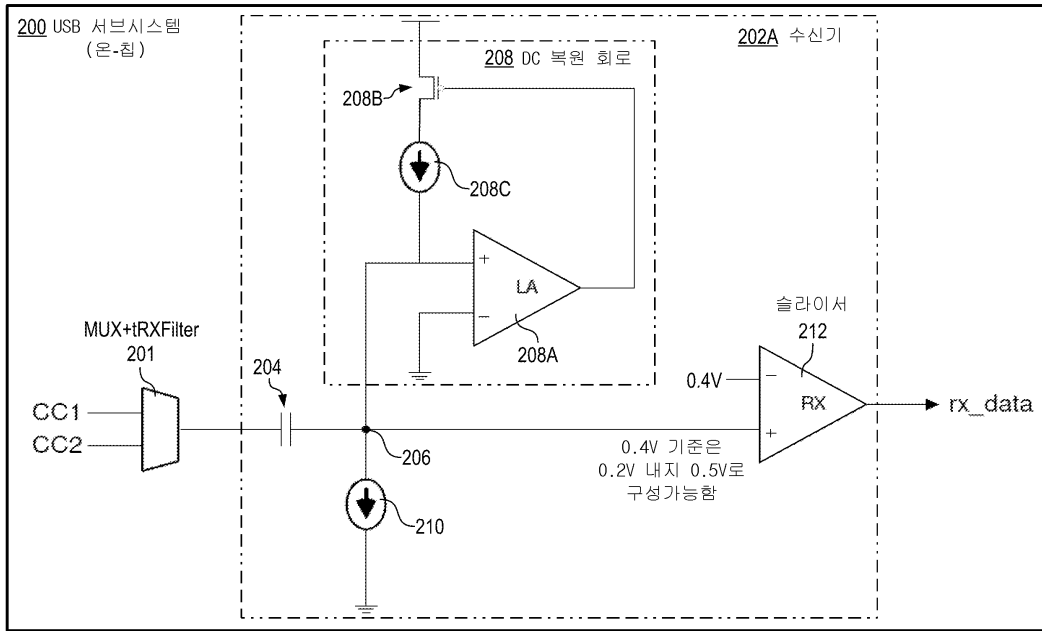 200 USB 서브시스템
(온-칩)
202A 수신기
208 DC 복원 회로
208B
208C
+
LA
−
208A
MUX+tRXFilter
201
CC1
CC2
204
206
210
슬라이서
212
0.4V
−
RX
+
rx_data
0.4V 기준은
0.2V 내지 0.5V로
구성가능함